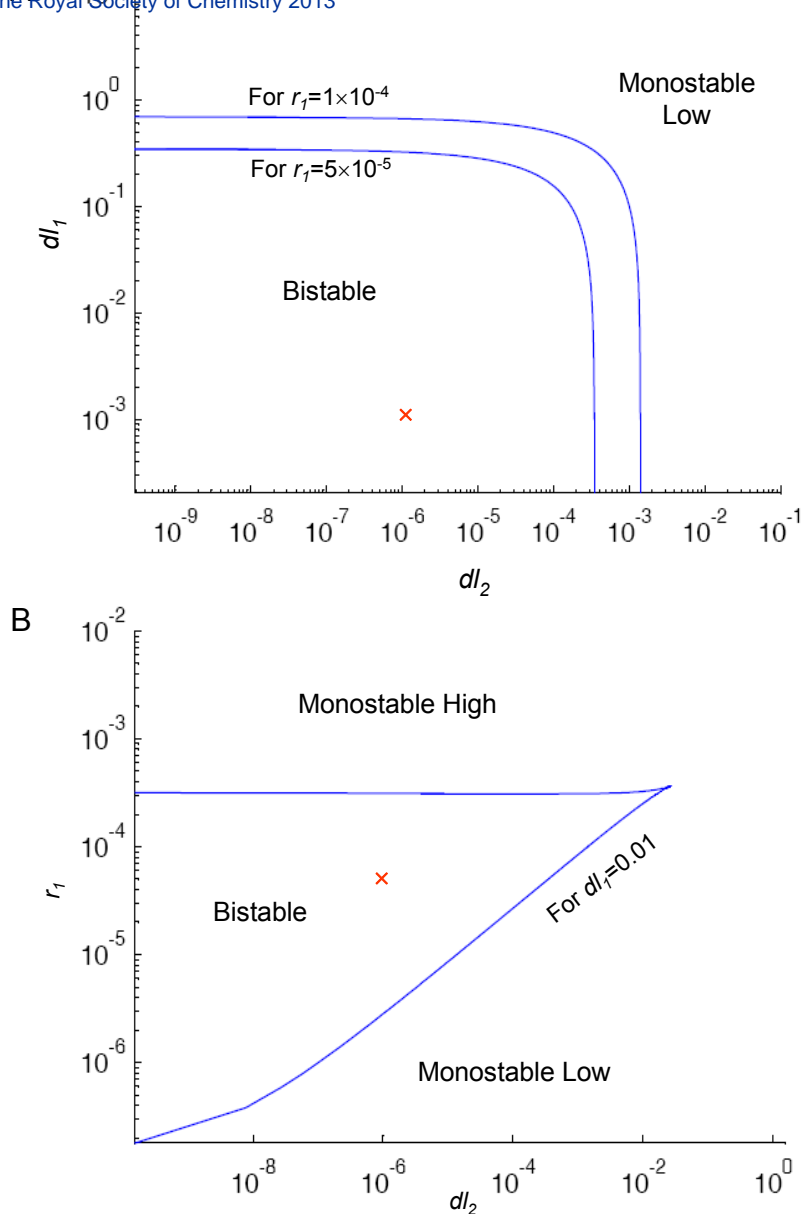 he Royal Society of Chemistry 2013
10^0
For r_1=1×10^-4
Monostable
Low
For r_1=5×10^-5
10^-1
dl_1
Bistable
10^-2
10^-3
10^-9 10^-8 10^-7 10^-6 10^-5 10^-4 10^-3 10^-2 10^-1
dl_2
B
10^-2
Monostable High
10^-3
10^-4
r_1
For dl_1=0.01
Bistable
10^-5
10^-6
Monostable Low
10^-8 10^-6 10^-4 10^-2 10^0
dl_2